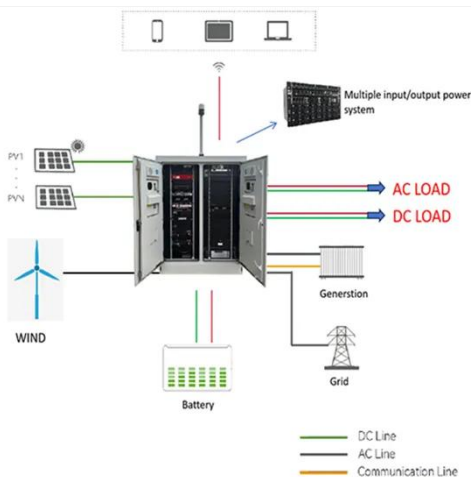 Multiple input/output power
system
PV1
PVN
AC LOAD
DC LOAD
WIND
Generstion
Grid
Battery
DC Line
AC Line
Communication Line